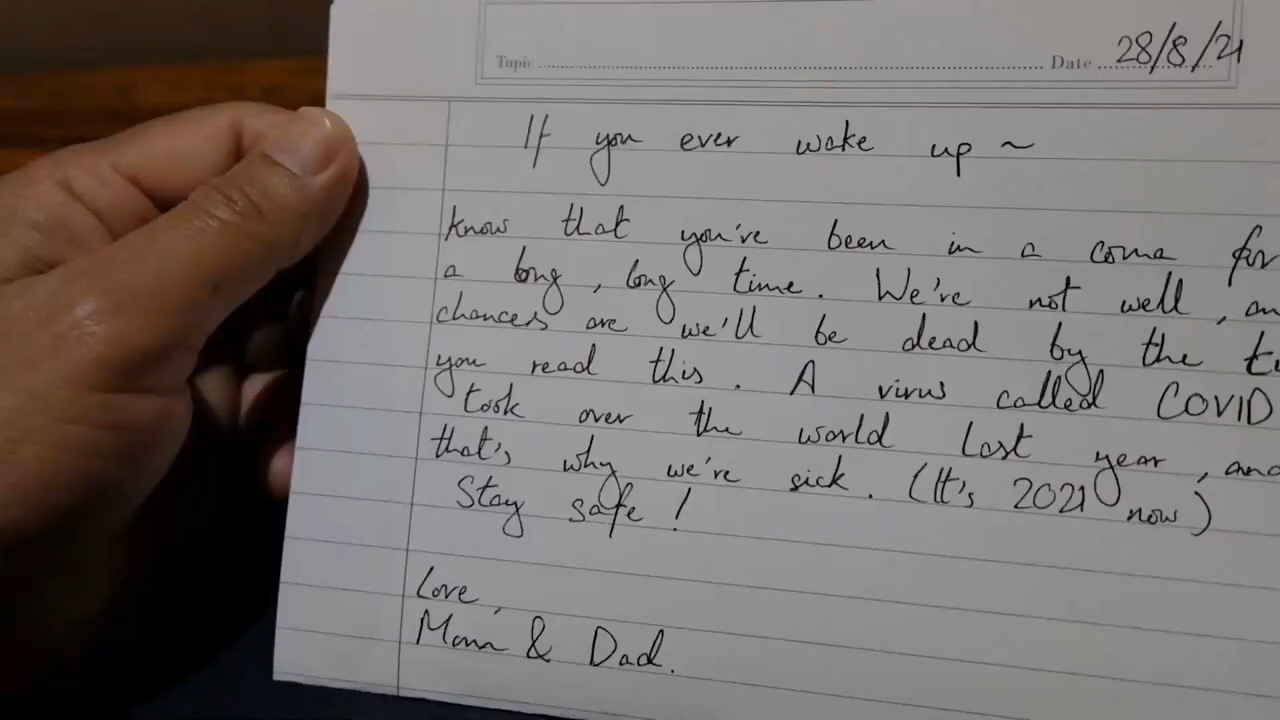 Topic Date 28/8/21
If you ever wake up ~
Know that you've been in a coma for
a long, long time. We're not well,
chances are we'll be dead by the
you read this. A virus called COVID
took over the world last year, and
that's why we're sick. (It's 2021 now)
Stay safe!
Love,
Mom & Dad.